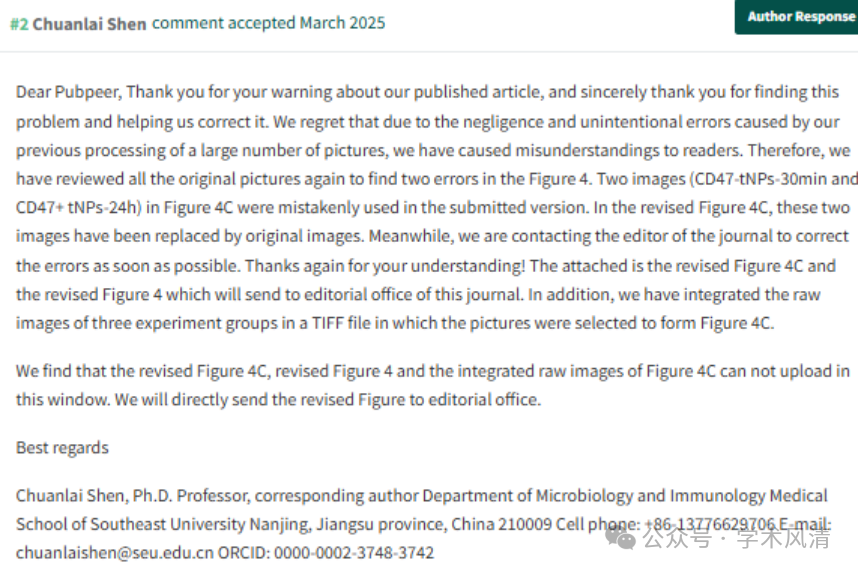 #2 Chuanlai Shen comment accepted March 2025
Author Response
Dear Pubpeer, Thank you for your warning about our published article, and sincerely thank you for finding this
problem and helping us correct it. We regret that due to the negligence and unintentional errors caused by our
previous processing of a large number of pictures, we have caused misunderstandings to readers. Therefore, we
have reviewed all the original pictures again to find two errors in the Figure 4. Two images (CD47-tNPs-30min and
CD47+ tNPs-24h) in Figure 4C were mistakenly used in the submitted version. In the revised Figure 4C, these two
images have been replaced by original images. Meanwhile, we are contacting the editor of the journal to correct
the errors as soon as possible. Thanks again for your understanding! The attached is the revised Figure 4C and
the revised Figure 4 which will send to editorial office of this journal. In addition, we have integrated the raw
images of three experiment groups in a TIFF file in which the pictures were selected to form Figure 4C.
We find that the revised Figure 4C, revised Figure 4 and the integrated raw images of Figure 4C can not upload in
this window. We will directly send the revised Figure to editorial office.
Best regards
Chuanlai Shen, Ph.D. Professor, corresponding author Department of Microbiology and Immunology Medical
School of Southeast University Nanjing, Jiangsu province, China 210009 Cell phone: +86-13776629706 E-mail:
chuanlaishen@seu.edu.cn ORCID: 0000-0002-3748-3742
公众号 · 学术风清